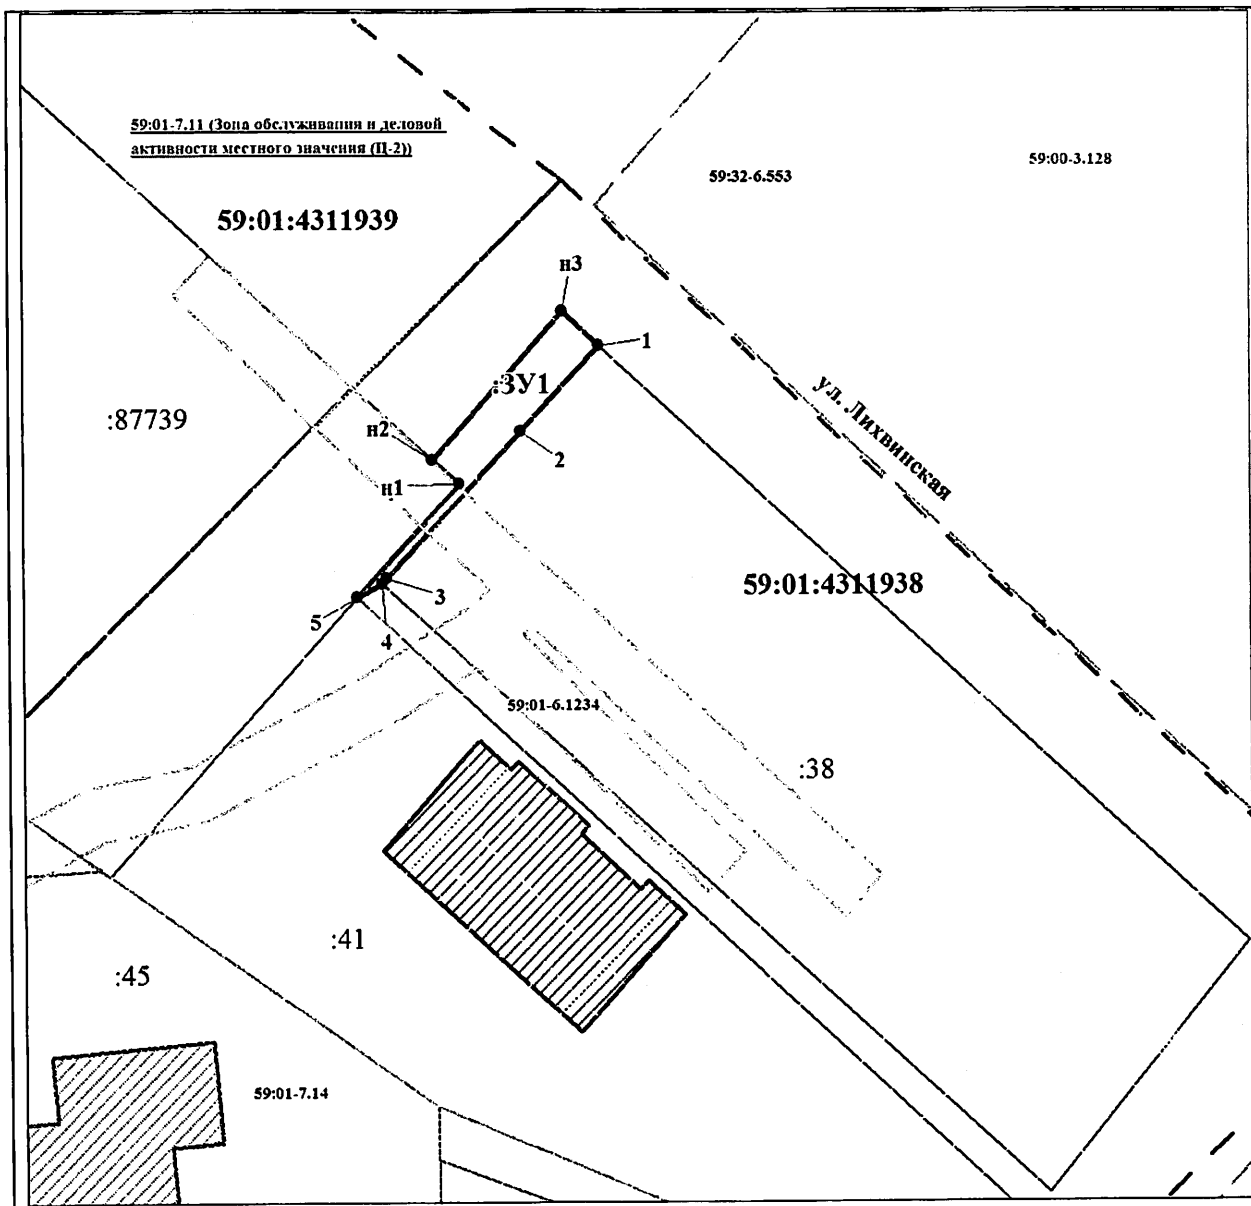 59:01-7.11 (Зона обслуживания и деловой
активности местного значения (Ц-2))
59:00-3.128
59:32-6.553
59:01:4311939
н3
1
:ЗУ1
ул. Лихвинская
:87739
н2
2
н1
59:01:4311938
3
5
4
59:01-6.1234
:38
:41
:45
59:01-7.14